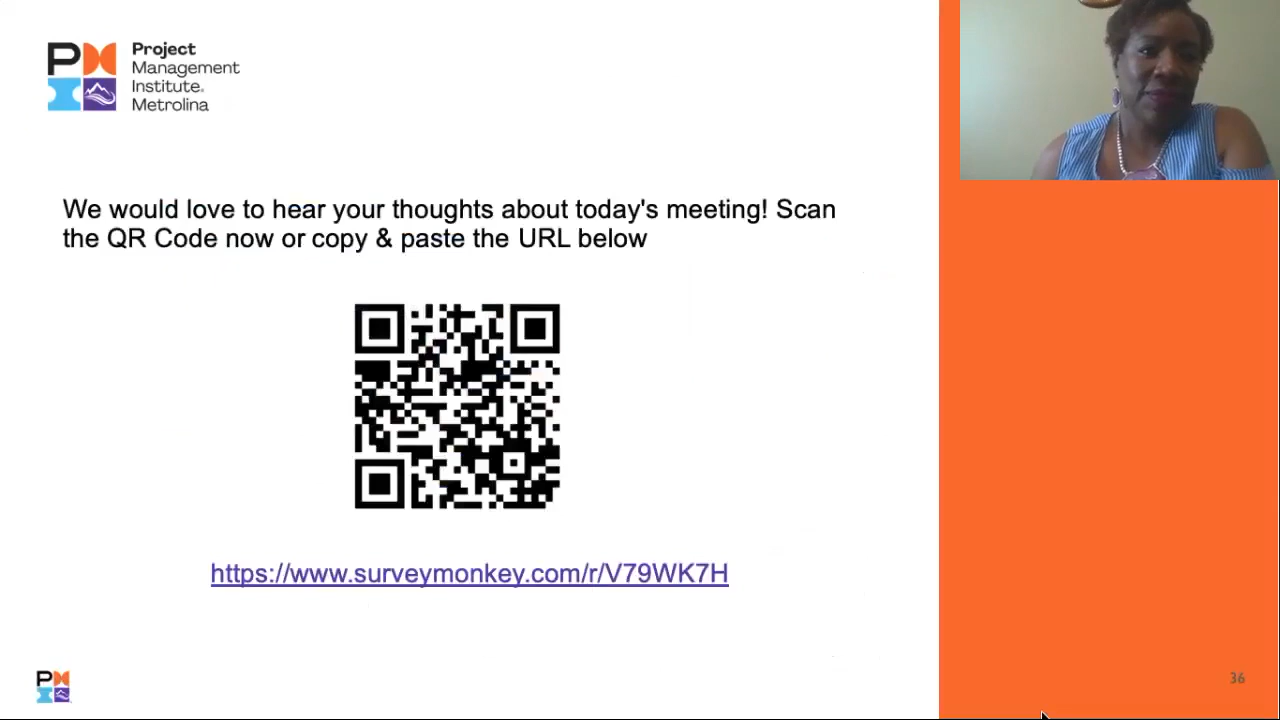 Project
Management
Institute.
Metrolina
We would love to hear your thoughts about today's meeting! Scan
the QR Code now or copy & paste the URL below
https://www.surveymonkey.com/r/V79WK7H
PM
36